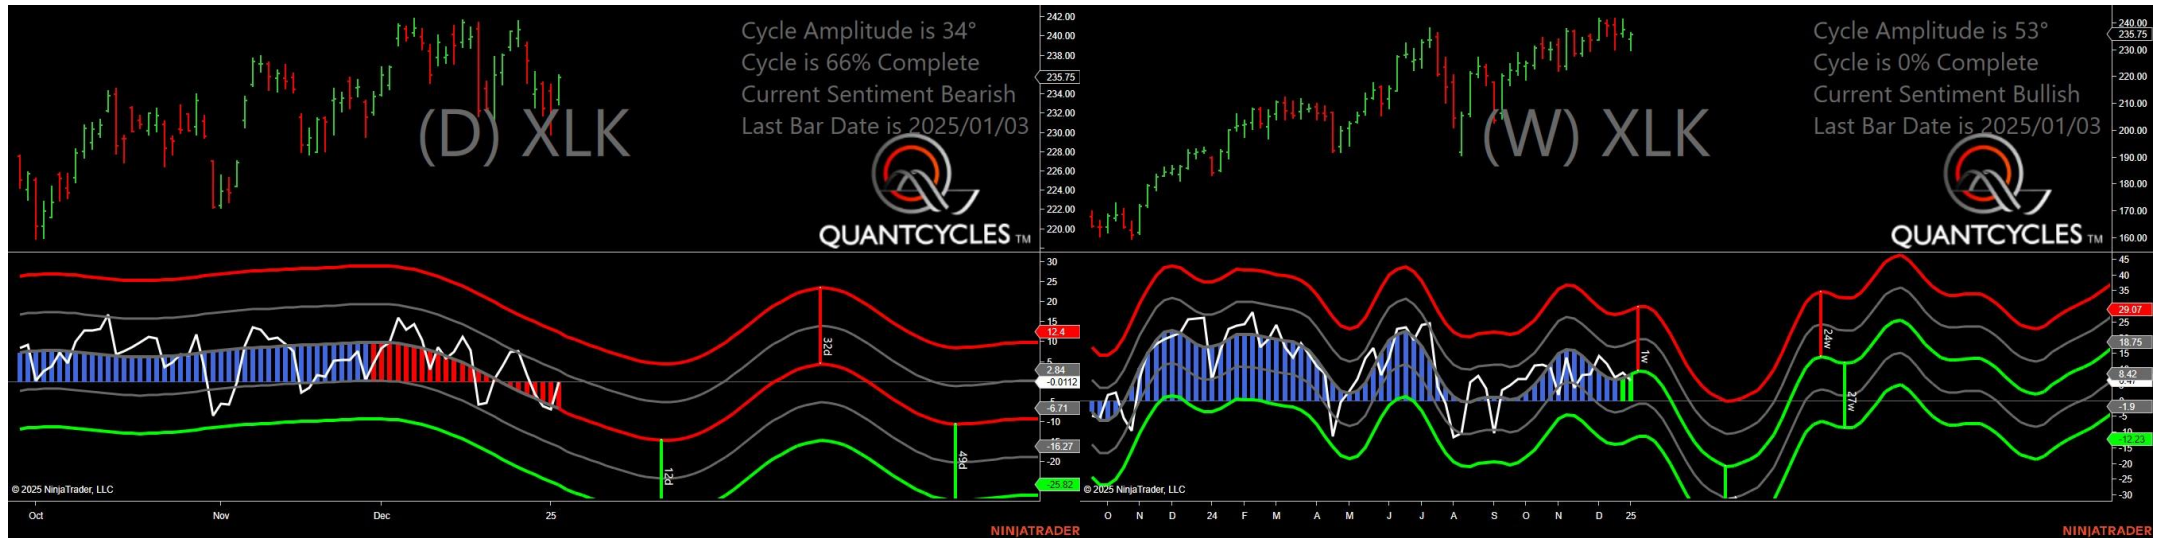 Cycle Amplitude is 34°
Cycle is 66% Complete
Current Sentiment Bearish
Last Bar Date is 2025/01/03
(D) XLK
QUANTCYCLES TM
242.00
240.00
238.00
235.75
234.00
232.00
230.00
228.00
226.00
224.00
222.00
220.00
30
25
20
15
12.4
10
2.84
-0.0112
-6.71
-10
-16.27
-20
-25.82
32d
12d
49d
© 2025 NinjaTrader, LLC
Oct Nov Dec 25
NINJATRADER
Cycle Amplitude is 53°
Cycle is 0% Complete
Current Sentiment Bullish
Last Bar Date is 2025/01/03
(W) XLK
QUANTCYCLES TM
240.00
235.75
230.00
220.00
210.00
200.00
190.00
180.00
170.00
160.00
45
40
35
29.07
25
18.75
15
8.42
-1.9
-5
-12.23
-15
-20
-25
-30
1w
24w
27w
© 2025 NinjaTrader, LLC
O N D 24 F M A M J J A S O N D 25
NINJATRADER